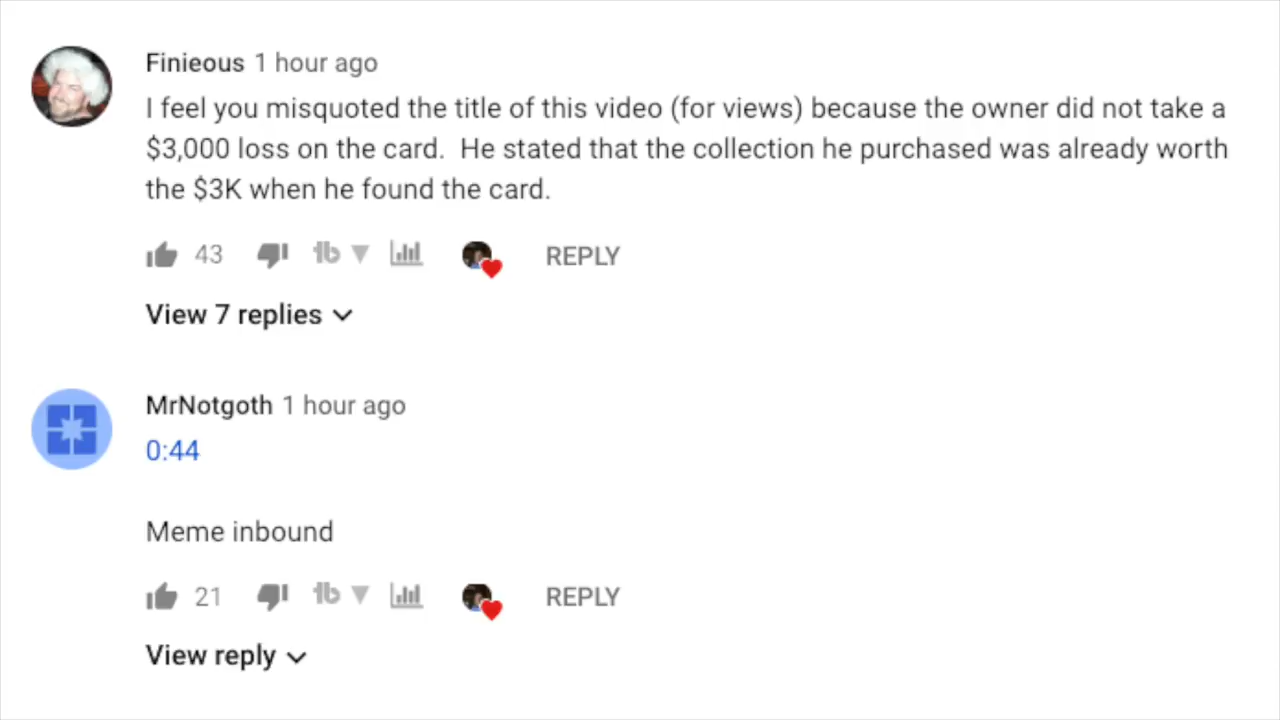 Finieous 1 hour ago
I feel you misquoted the title of this video (for views) because the owner did not take a
$3,000 loss on the card.  He stated that the collection he purchased was already worth
the $3K when he found the card.
43 tb REPLY
View 7 replies
MrNotgoth 1 hour ago
0:44
Meme inbound
21 tb REPLY
View reply